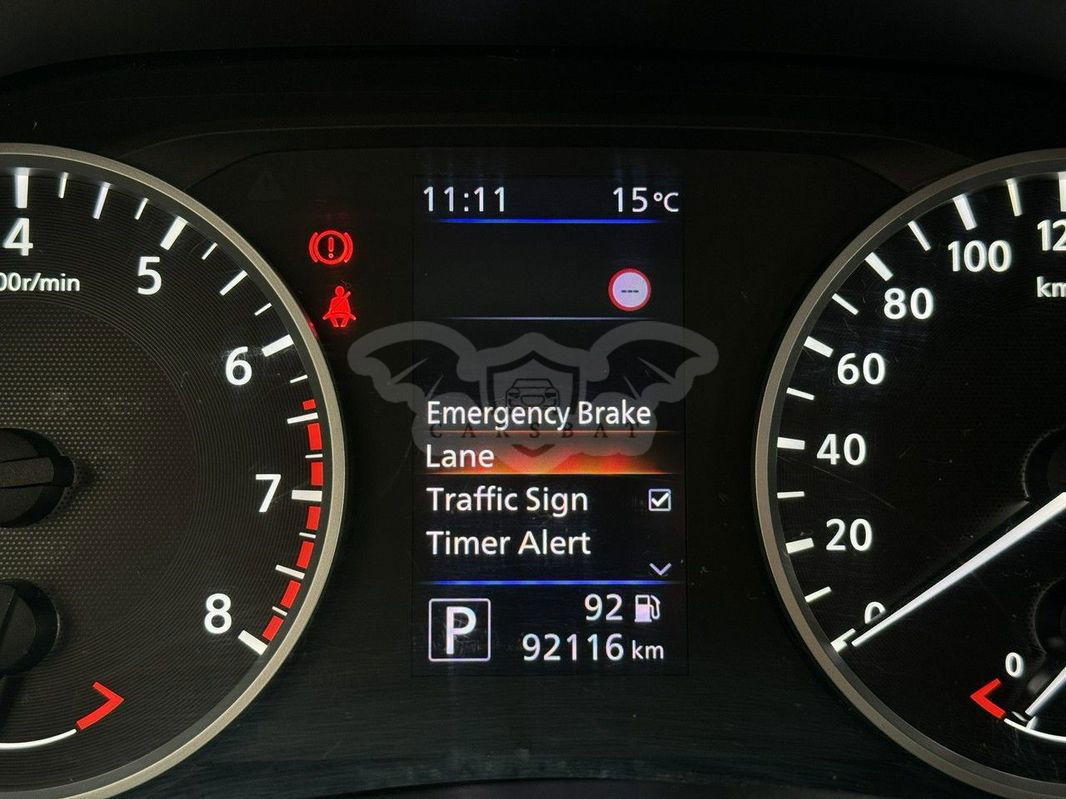 11:11 15°C
---
Emergency Brake
CARSBAT
Lane
Traffic Sign
Timer Alert
P 92
92116 km
4
00r/min
5
6
7
8
100
80
60
40
20
0
0